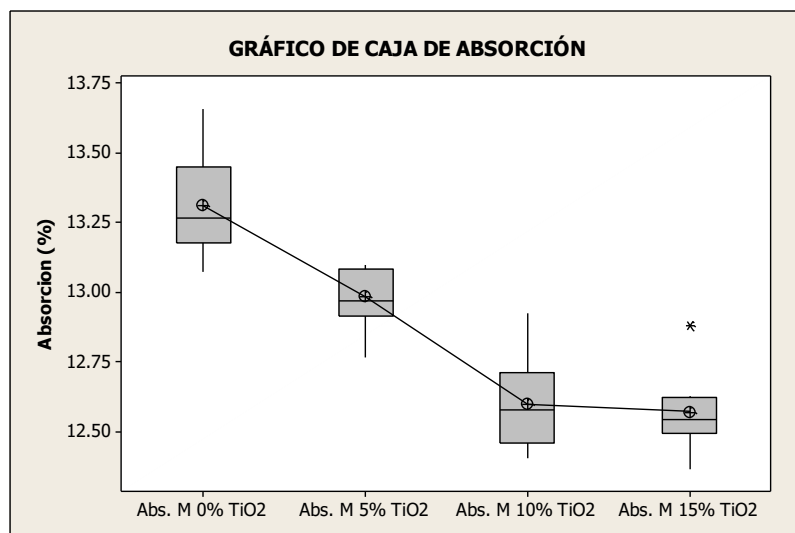 GRÁFICO DE CAJA DE ABSORCIÓN
Absorcion (%)
13.75
13.50
13.25
13.00
12.75
12.50
Abs. M 0% TiO2 Abs. M 5% TiO2 Abs. M 10% TiO2 Abs. M 15% TiO2